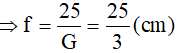 ⇒ f = 25/G = 25/3 (cm)